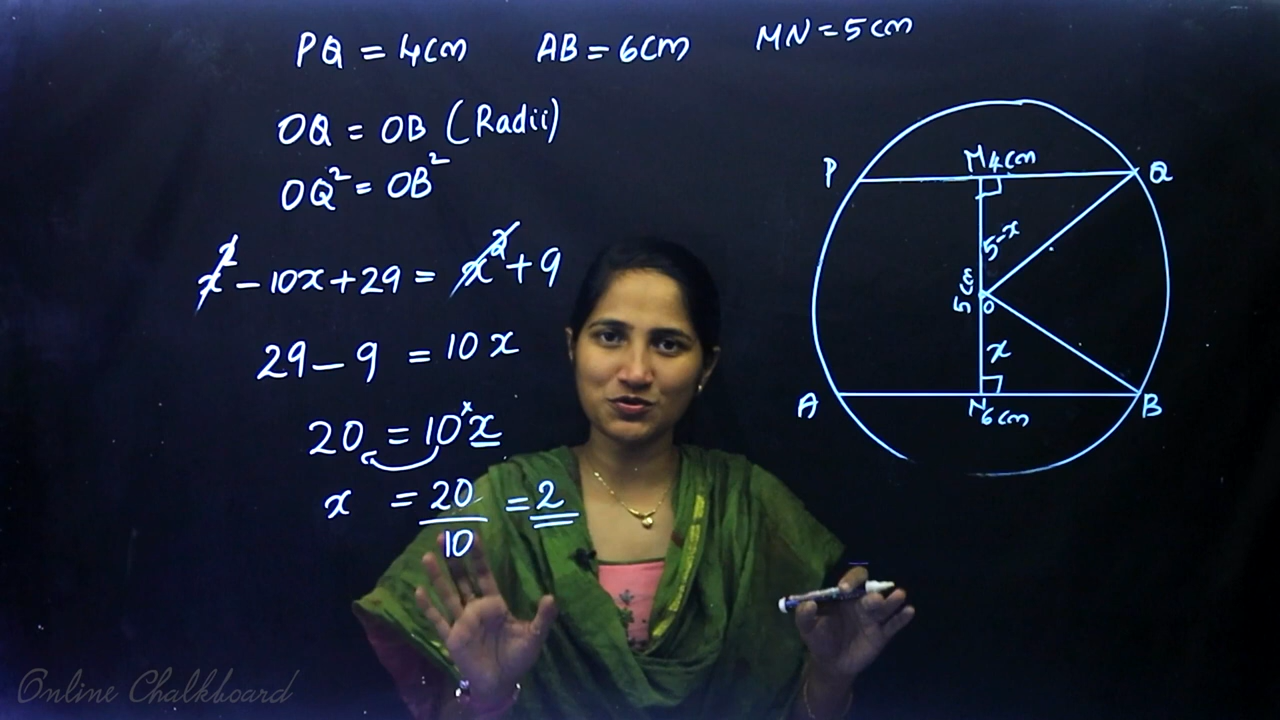 PQ = 4cm AB = 6cm MN = 5cm
OQ = OB (Radii)
OQ² = OB²
x² - 10x + 29 = x² + 9
29 - 9 = 10x
20 = 10 x x
x = 20/10 = 2
P M 4cm Q
5-x
5cm
O
x
A N 6cm B
Online Chalkboard